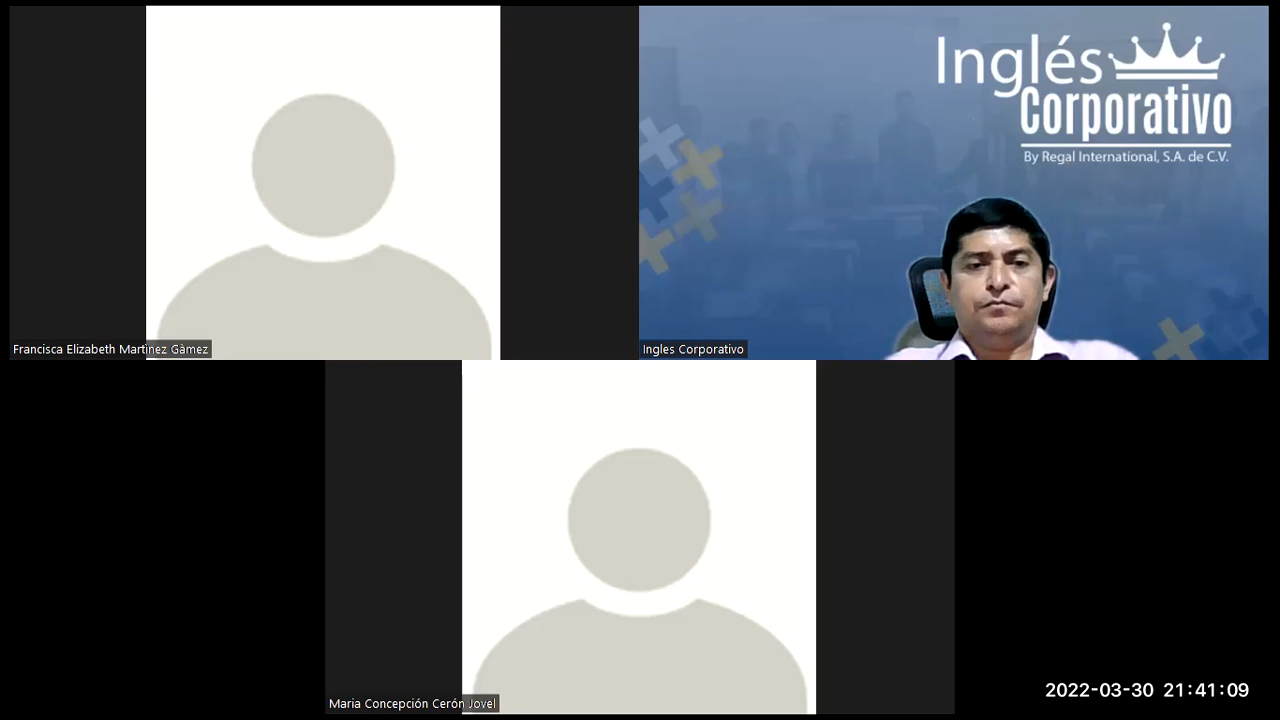 Inglés
Corporativo
By Regal International, S.A. de C.V.
Francisca Elizabeth Martinez Gàmez
Ingles Corporativo
Maria Concepción Cerón Jovel
2022-03-30 21:41:09